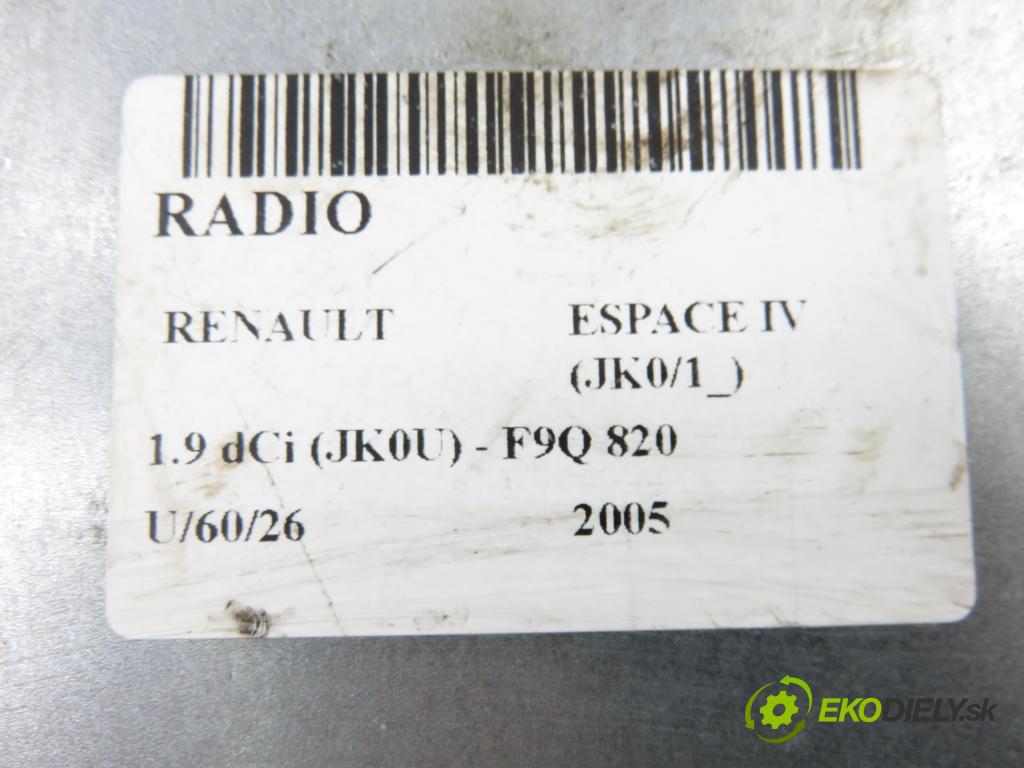 RADIO
RENAULT ESPACE IV
(JK0/1_)
1.9 dCi (JK0U) - F9Q 820
U/60/26 2005
EKODIELY.sk